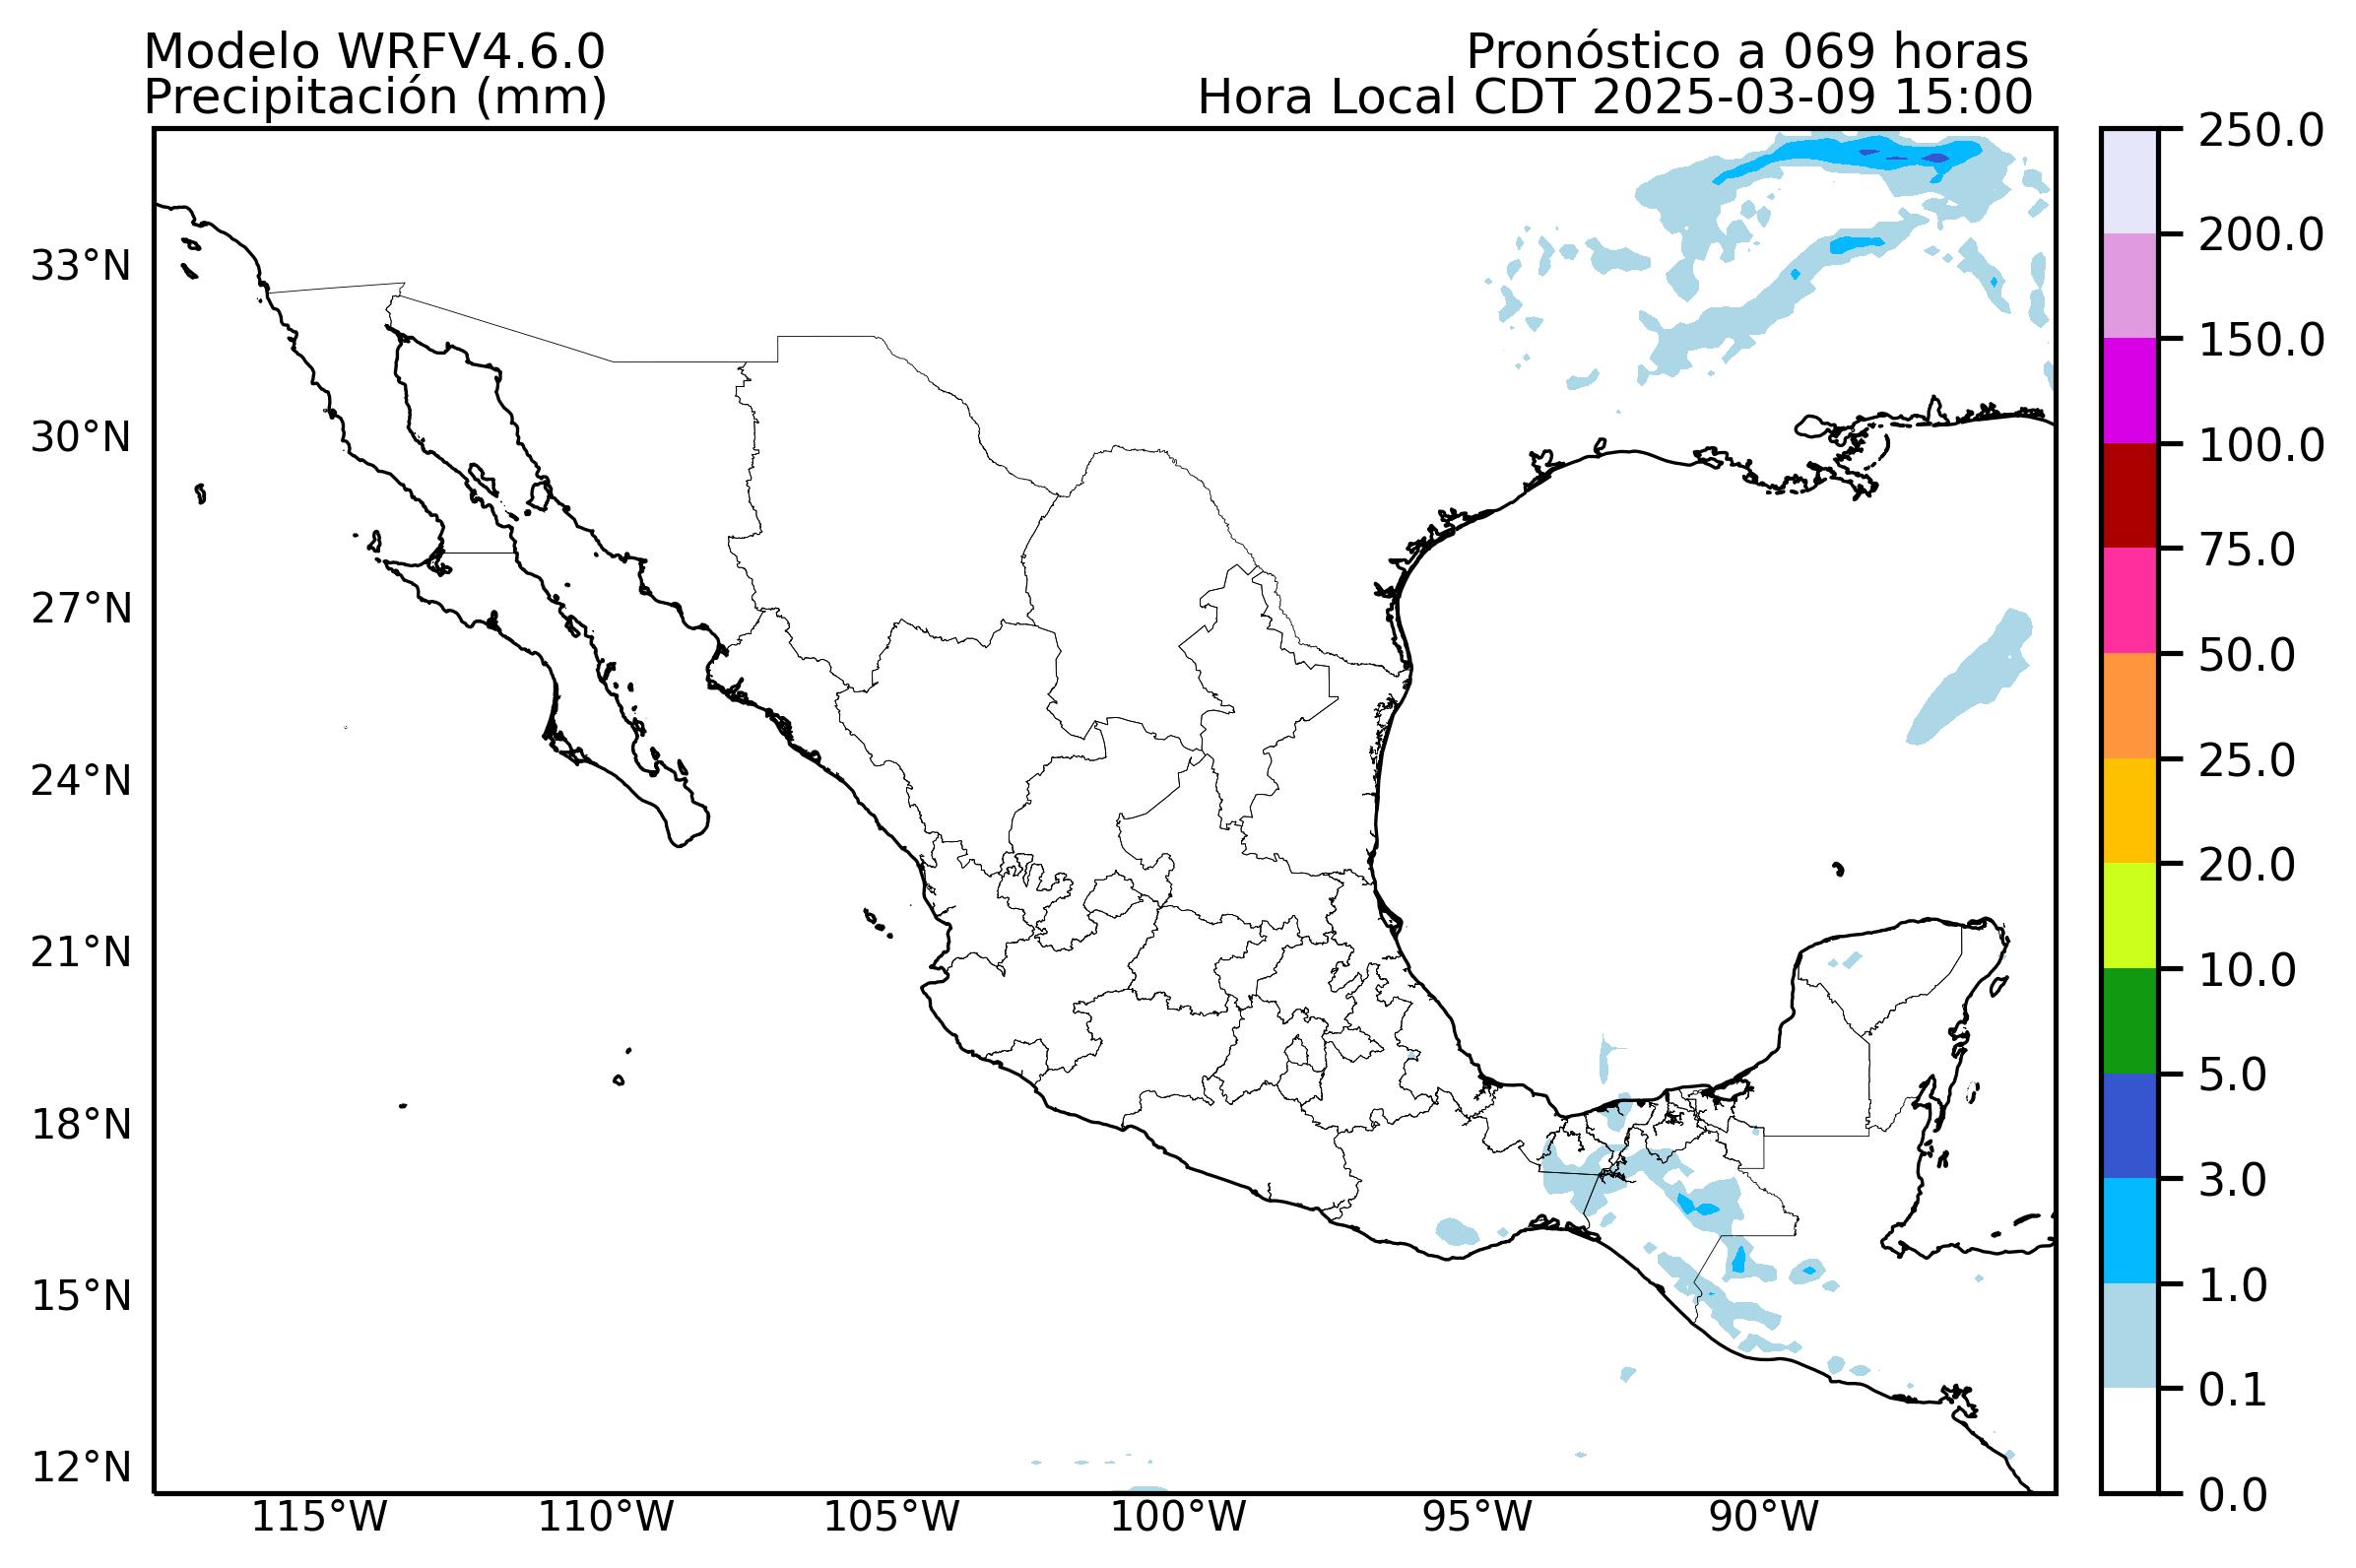 Modelo WRFV4.6.0
Pronóstico a 069 horas
Precipitación (mm)
Hora Local CDT 2025-03-09 15:00
33°N
30°N
27°N
24°N
21°N
18°N
15°N
12°N
115°W
110°W
105°W
100°W
95°W
90°W
250.0
200.0
150.0
100.0
75.0
50.0
25.0
20.0
10.0
5.0
3.0
1.0
0.1
0.0